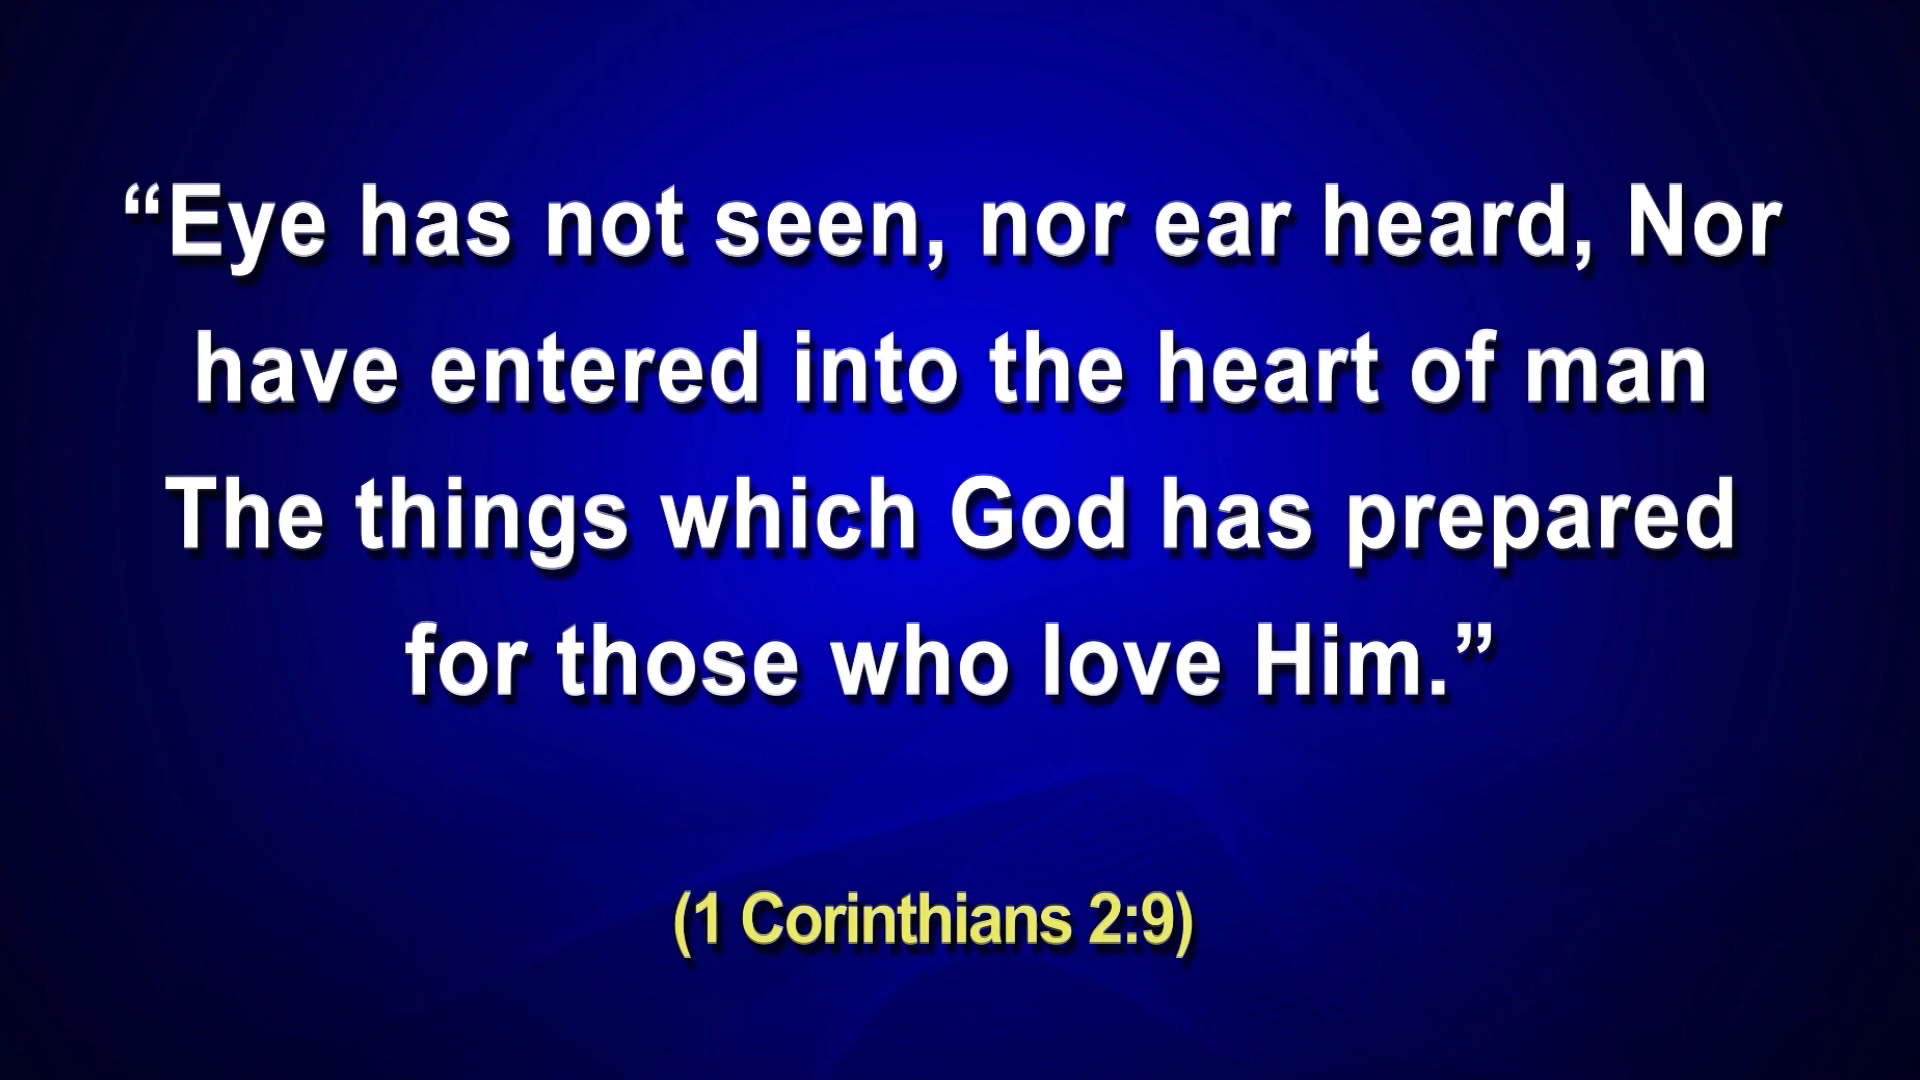 “Eye has not seen, nor ear heard, Nor
have entered into the heart of man
The things which God has prepared
for those who love Him.”
(1 Corinthians 2:9)